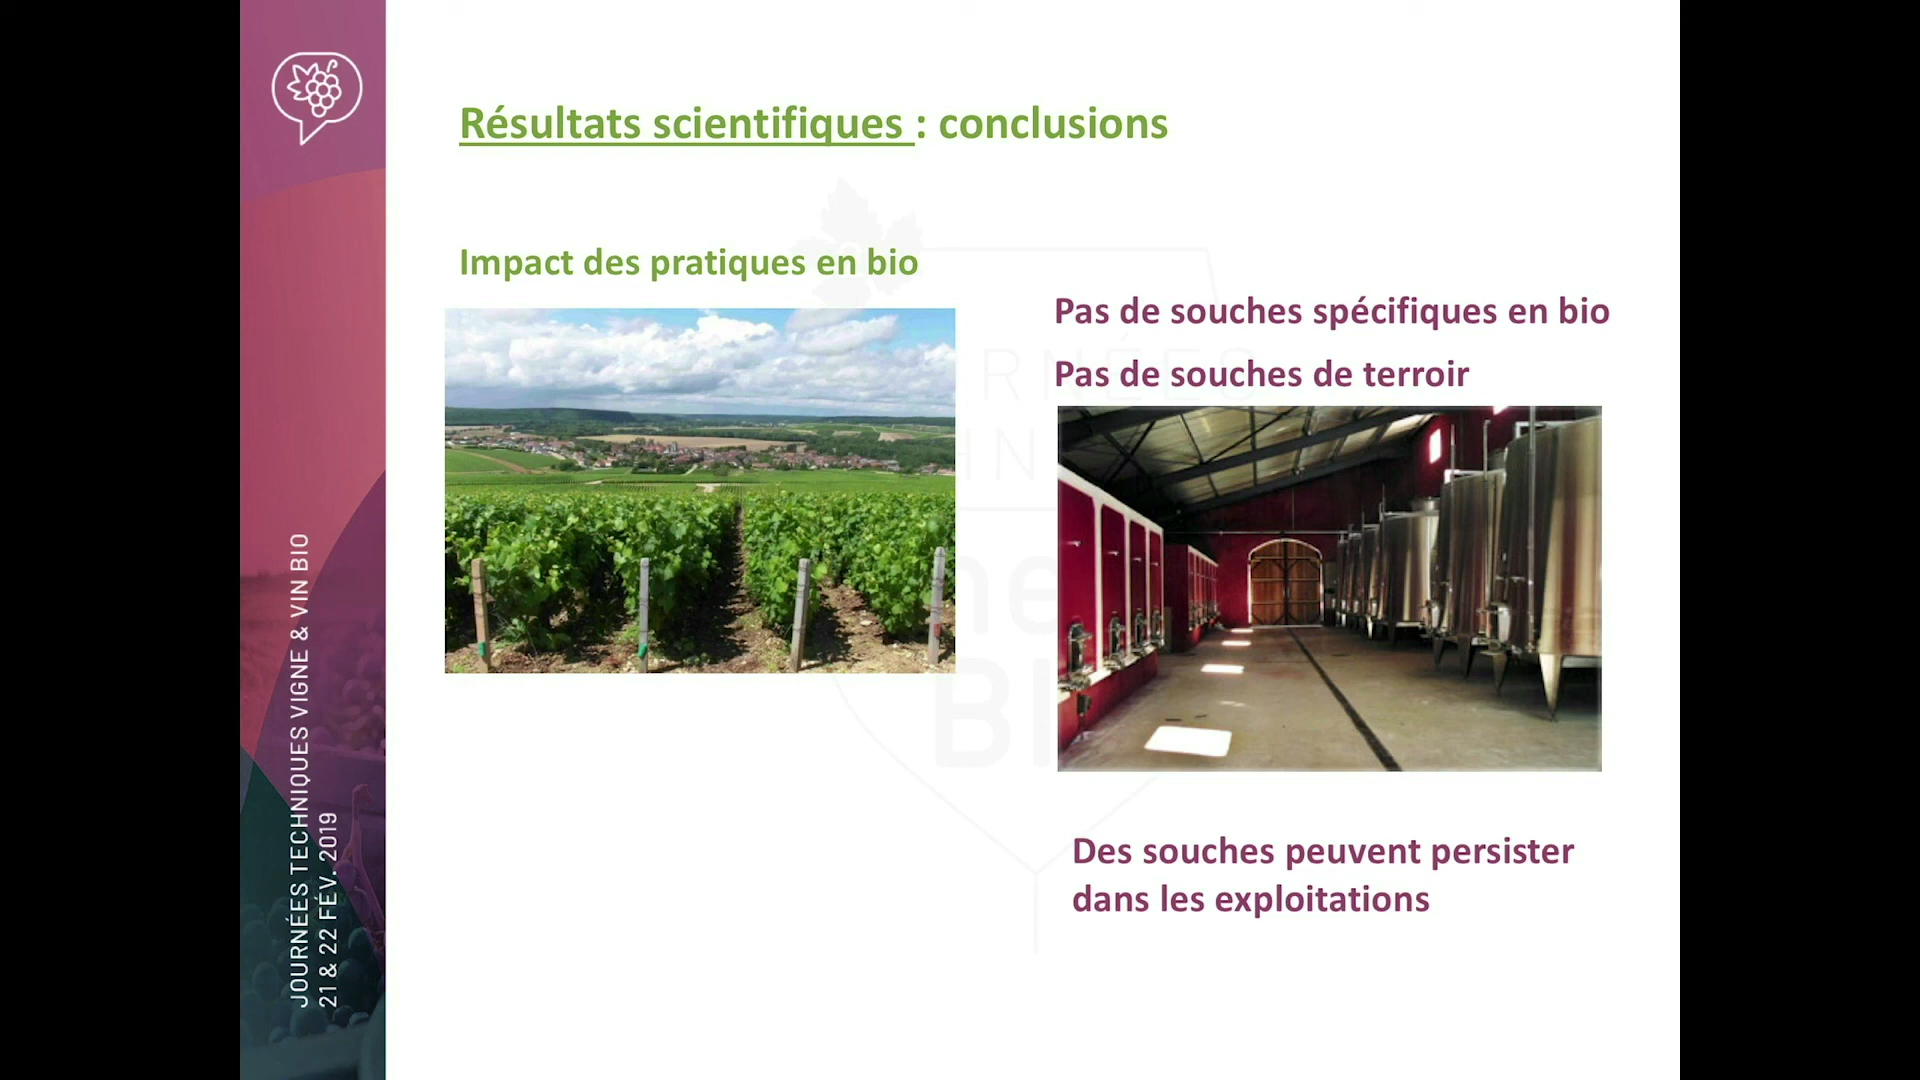 Résultats scientifiques : conclusions
Impact des pratiques en bio
Pas de souches spécifiques en bio
Pas de souches de terroir
Des souches peuvent persister
dans les exploitations
JOURNÉES TECHNIQUES VIGNE & VIN BIO
21 & 22 FÉV. 2019